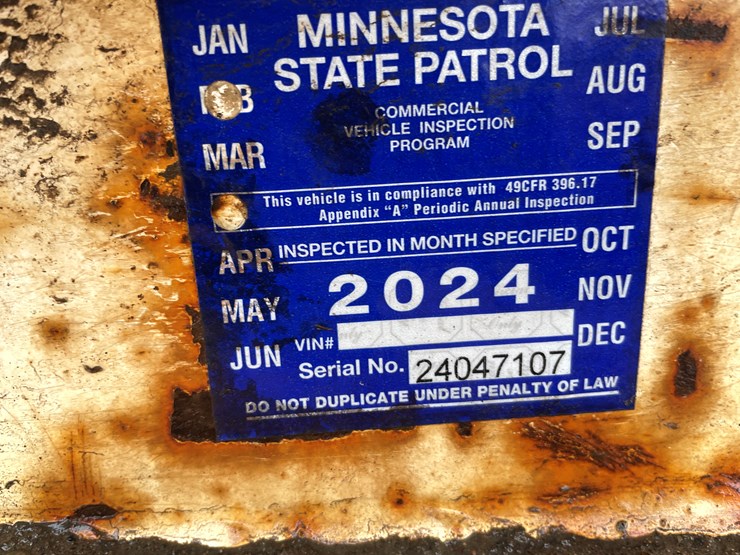 JAN
MINNESOTA
JUL
STATE PATROL
AUG
COMMERCIAL
VEHICLE INSPECTION
PROGRAM
SEP
MAR
This vehicle is in compliance with 49CFR 396.17
Appendix "A" Periodic Annual Inspection
APR
INSPECTED IN MONTH SPECIFIED
OCT
MAY
2024
NOV
JUN
VIN#
DEC
Serial No. 24047107
DO NOT DUPLICATE UNDER PENALTY OF LAW